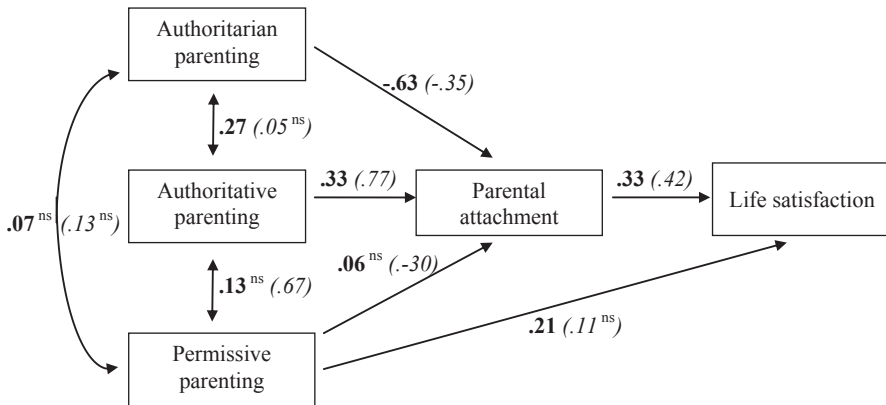 Authoritarian
parenting
-.63 (-.35)
.27 (.05 ns)
Authoritative
parenting
.33 (.77)
Parental
attachment
.33 (.42)
Life satisfaction
.07 ns (.13 ns)
.13 ns (.67)
.06 ns (.-30)
.21 (.11 ns)
Permissive
parenting